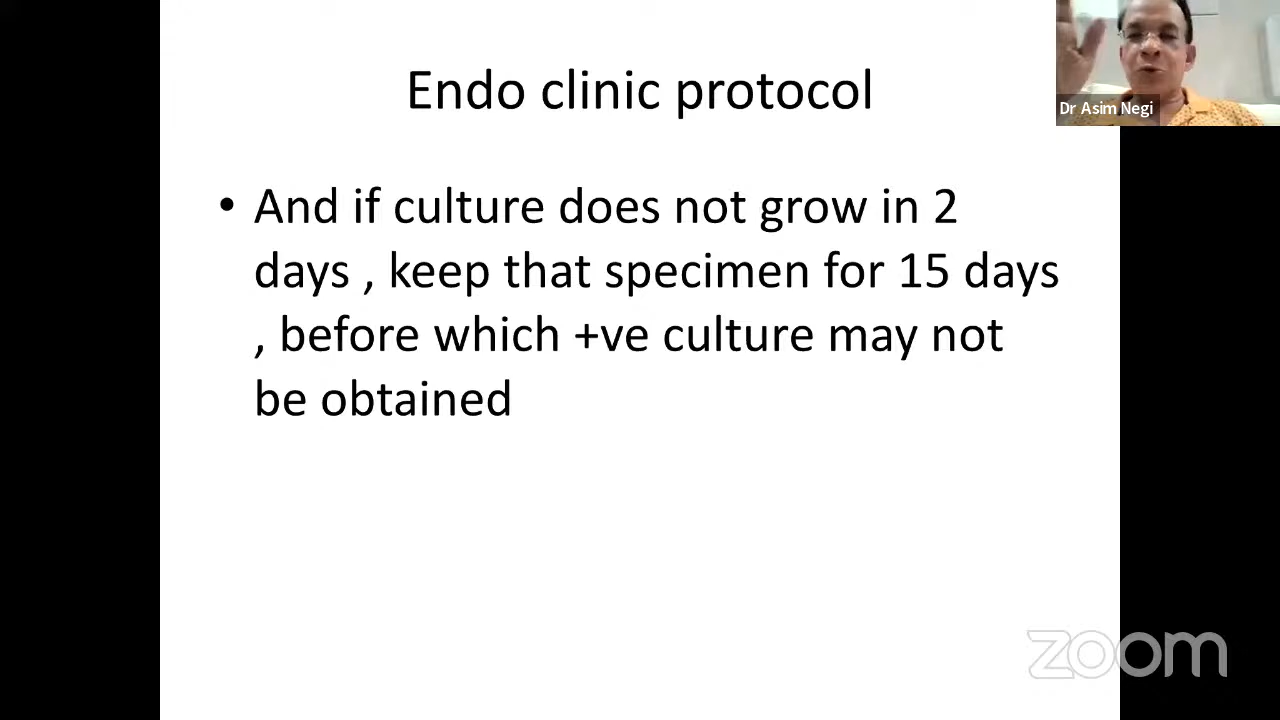 Endo clinic protocol
Dr Asim Negi
• And if culture does not grow in 2
days , keep that specimen for 15 days
, before which +ve culture may not
be obtained
zoom